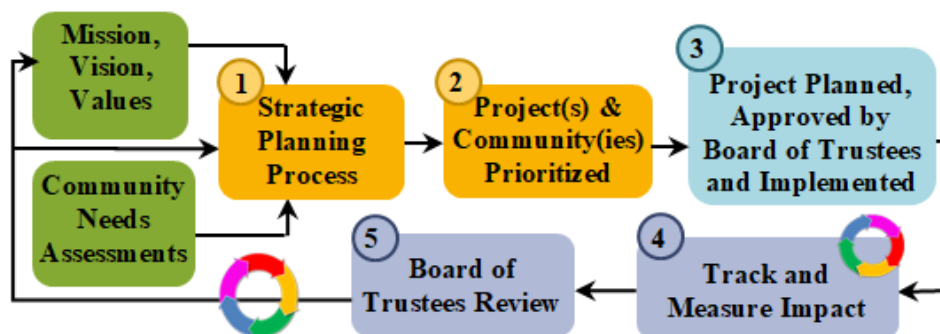 Mission,
Vision,
Values
1
Strategic
Planning
Process
2
Project(s) &
Community(ies)
Prioritized
3
Project Planned,
Approved by
Board of Trustees
and Implemented
Community
Needs
Assessments
4
Track and
Measure Impact
5
Board of
Trustees Review